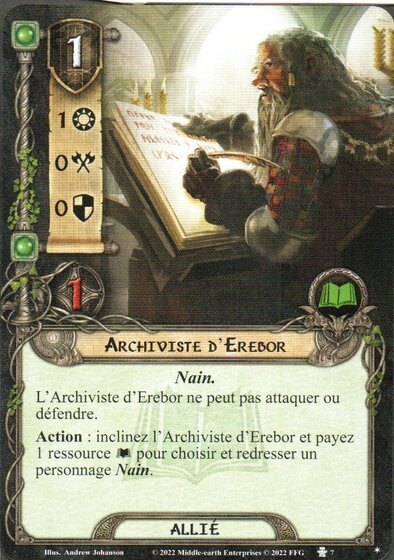 1
1
0
0
1
ARCHIVISTE D'EREBOR
Nain.
L'Archiviste d'Erebor ne peut pas attaquer ou
défendre.
Action : inclinez l'Archiviste d'Erebor et payez
1 ressource pour choisir et redresser un
personnage Nain.
ALLIÉ
Illus. Andrew Johanson © 2022 Middle-earth Enterprises © 2022 FFG 7